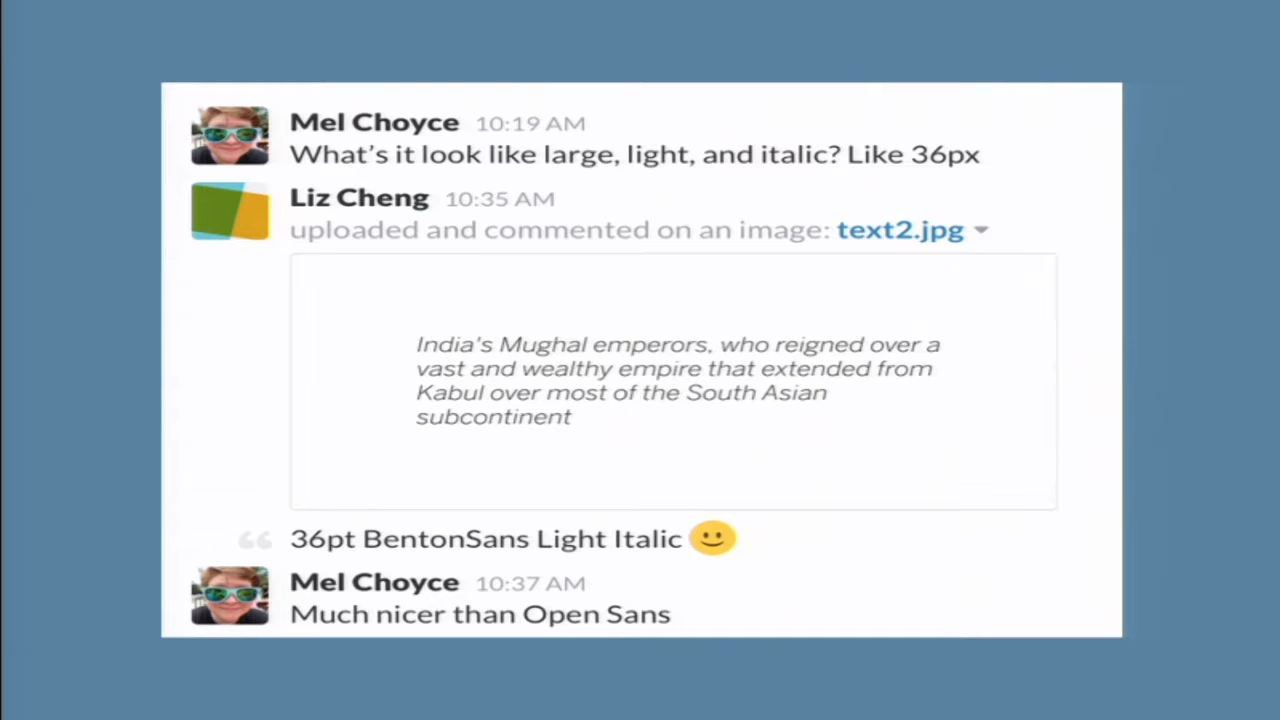 Mel Choyce 10:19 AM
What's it look like large, light, and italic? Like 36px
Liz Cheng 10:35 AM
uploaded and commented on an image: text2.jpg
India's Mughal emperors, who reigned over a
vast and wealthy empire that extended from
Kabul over most of the South Asian
subcontinent
36pt BentonSans Light Italic
Mel Choyce 10:37 AM
Much nicer than Open Sans